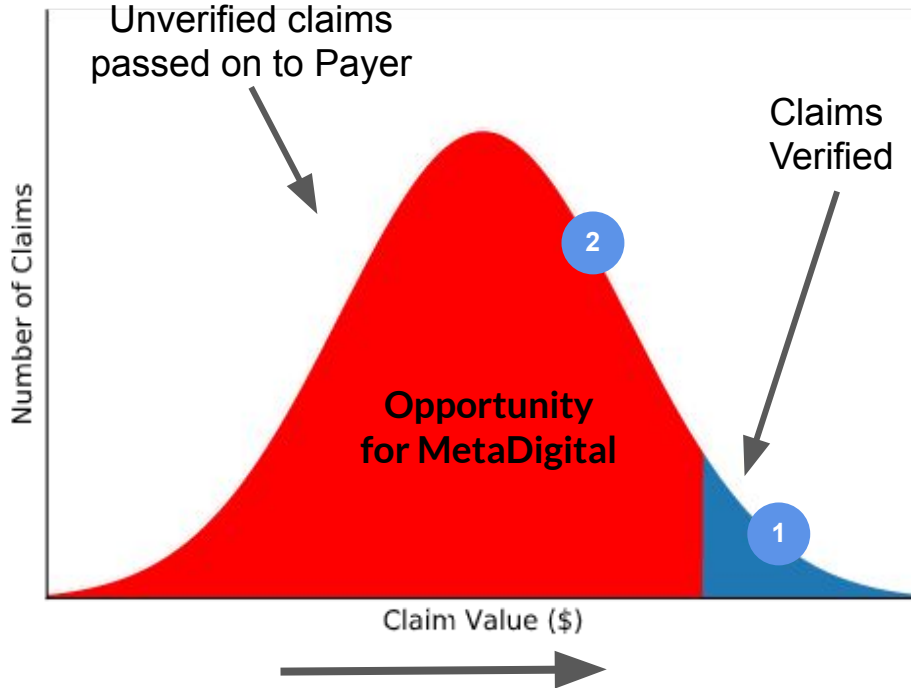 Unverified claims
passed on to Payer
Claims
Verified
2
Number of Claims
Opportunity
for MetaDigital
1
Claim Value ($)